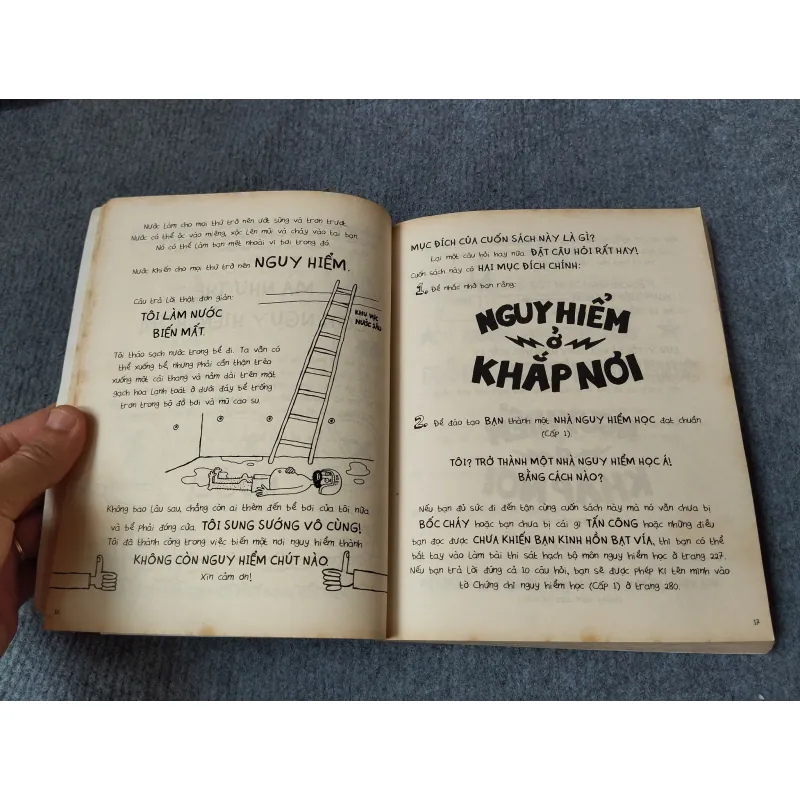 Nước làm cho mọi thứ trở nên ướt sũng và trơn trượt.
Nước có thể ộc vào miệng, xộc lên mũi và chảy vào tai bạn.
Nó có thể làm bạn mệt nhoài vì bơi trong đó.
Nước khiến cho mọi thứ trở nên NGUY HIỂM.
Câu trả lời thật đơn giản:
TÔI LÀM NƯỚC
BIẾN MẤT.
Tôi tháo sạch nước trong bể đi. Ta vẫn có
thể xuống bể, nhưng phải cẩn thận trèo
xuống một cái thang và nằm dài trên mặt
gạch hoa lạnh toát ở dưới đáy bể trống
trơn trong bộ đồ bơi và mũ cao su.
KHU VỰC
NƯỚC SÂU
Không bao lâu sau, chẳng còn ai thèm đến bể bơi của tôi nữa
và bể phải đóng cửa. TÔI SUNG SƯỚNG VÔ CÙNG!
Tôi đã thành công trong việc biến một nơi nguy hiểm thành
KHÔNG CÒN NGUY HIỂM CHÚT NÀO.
Xin cảm ơn!
MỤC ĐÍCH CỦA CUỐN SÁCH NÀY LÀ GÌ?
Lại một câu hỏi hay nữa. ĐẶT CÂU HỎI RẤT HAY!
Cuốn sách này có HAI MỤC ĐÍCH CHÍNH:
1. Để nhắc nhở bạn rằng:
NGUY HIỂM
Ở
KHẮP NƠI
2. Để đào tạo BẠN thành một NHÀ NGUY HIỂM HỌC đạt chuẩn
(Cấp 1).
TÔI? TRỞ THÀNH MỘT NHÀ NGUY HIỂM HỌC Á!
BẰNG CÁCH NÀO?
Nếu bạn đủ sức đi đến tận cùng cuốn sách này mà nó vẫn chưa bị
BỐC CHÁY hoặc bạn chưa bị cái gì TẤN CÔNG hoặc những điều
bạn đọc được CHƯA KHIẾN BẠN KINH HỒN BẠT VÍA, thì bạn có thể
bắt tay vào làm bài thi sát hạch bộ môn nguy hiểm học ở trang 227.
Nếu bạn trả lời đúng cả 10 câu hỏi, bạn sẽ được phép kí tên mình vào
tờ Chứng chỉ nguy hiểm học (Cấp 1) ở trang 280.
17